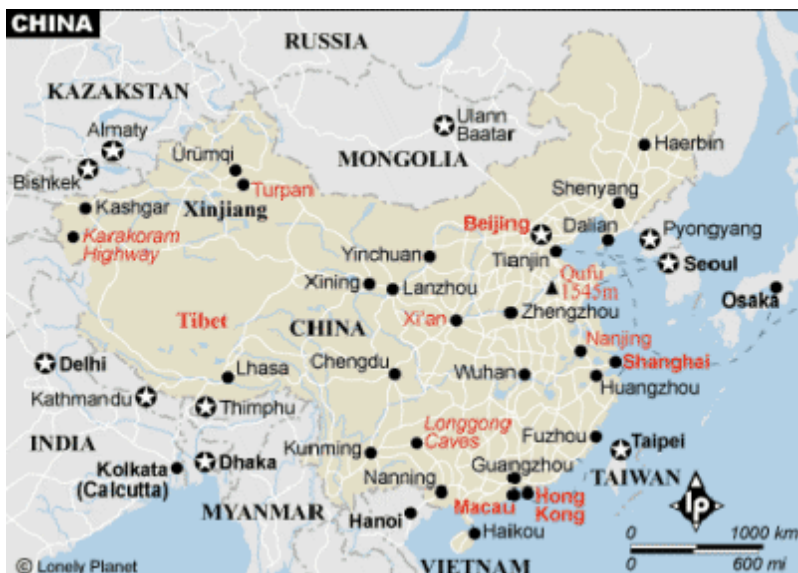 CHINA
RUSSIA
KAZAKSTAN
Almaty
Ulann
Baatar
Haerbin
Ürümqi
MONGOLIA
Bishkek
Turpan
Shenyang
Kashgar
Xinjiang
Beijing
Dalian
Pyongyang
Karakoram
Highway
Yinchuan
Tianjin
Seoul
Xining
Lanzhou
Qufu
1545m
Osaka
Tibet
CHINA
Xi'an
Zhengzhou
Nanjing
Delhi
Lhasa
Chengdu
Wuhan
Shanghai
Huangzhou
Kathmandu
Thimphu
INDIA
Longgong
Caves
Fuzhou
Taipei
Kolkata
(Calcutta)
Dhaka
Kunming
Guangzhou
TAIWAN
Nanning
MYANMAR
Hanoi
Macau
Hong
Kong
lp
Haikou
0 1000 km
0 600 mi
© Lonely Planet
VIETNAM